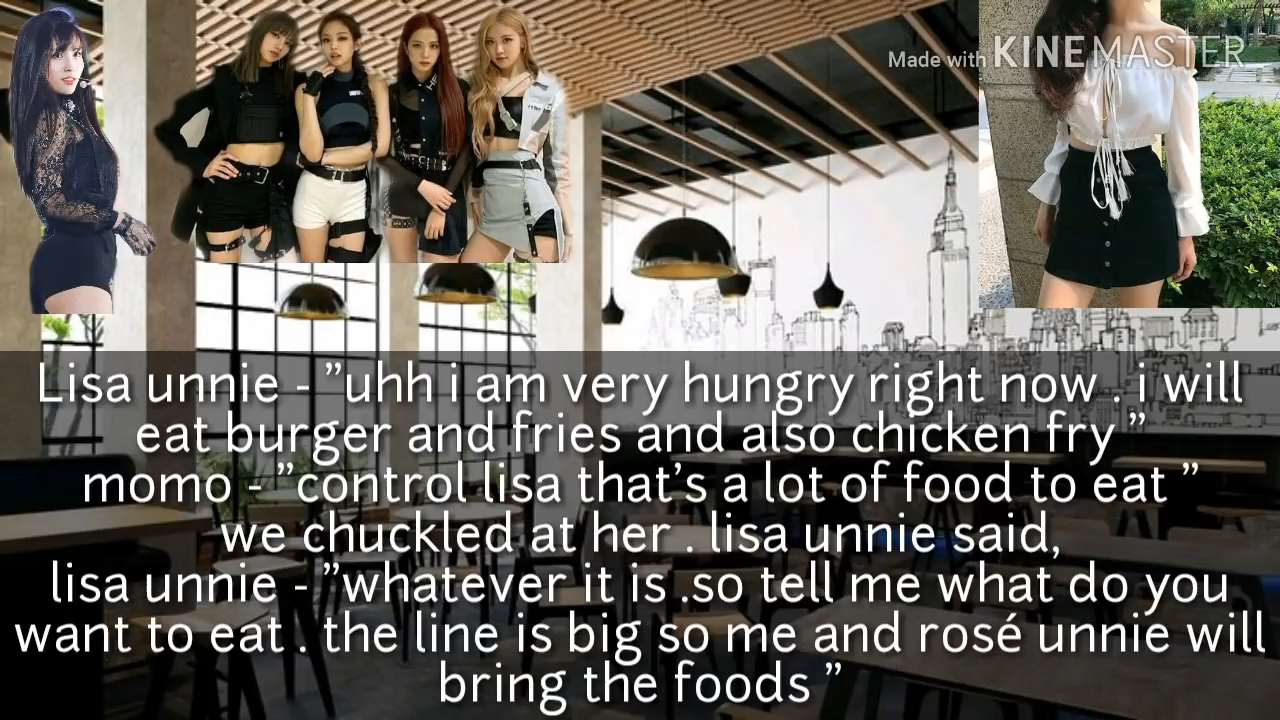 Made with KINEMASTER
Lisa unnie - ”uhh i am very hungry right now . i will
eat burger and fries and also chicken fry ”
momo - ”control lisa that’s a lot of food to eat ”
we chuckled at her . lisa unnie said,
lisa unnie - ”whatever it is .so tell me what do you
want to eat . the line is big so me and rosé unnie will
bring the foods ”